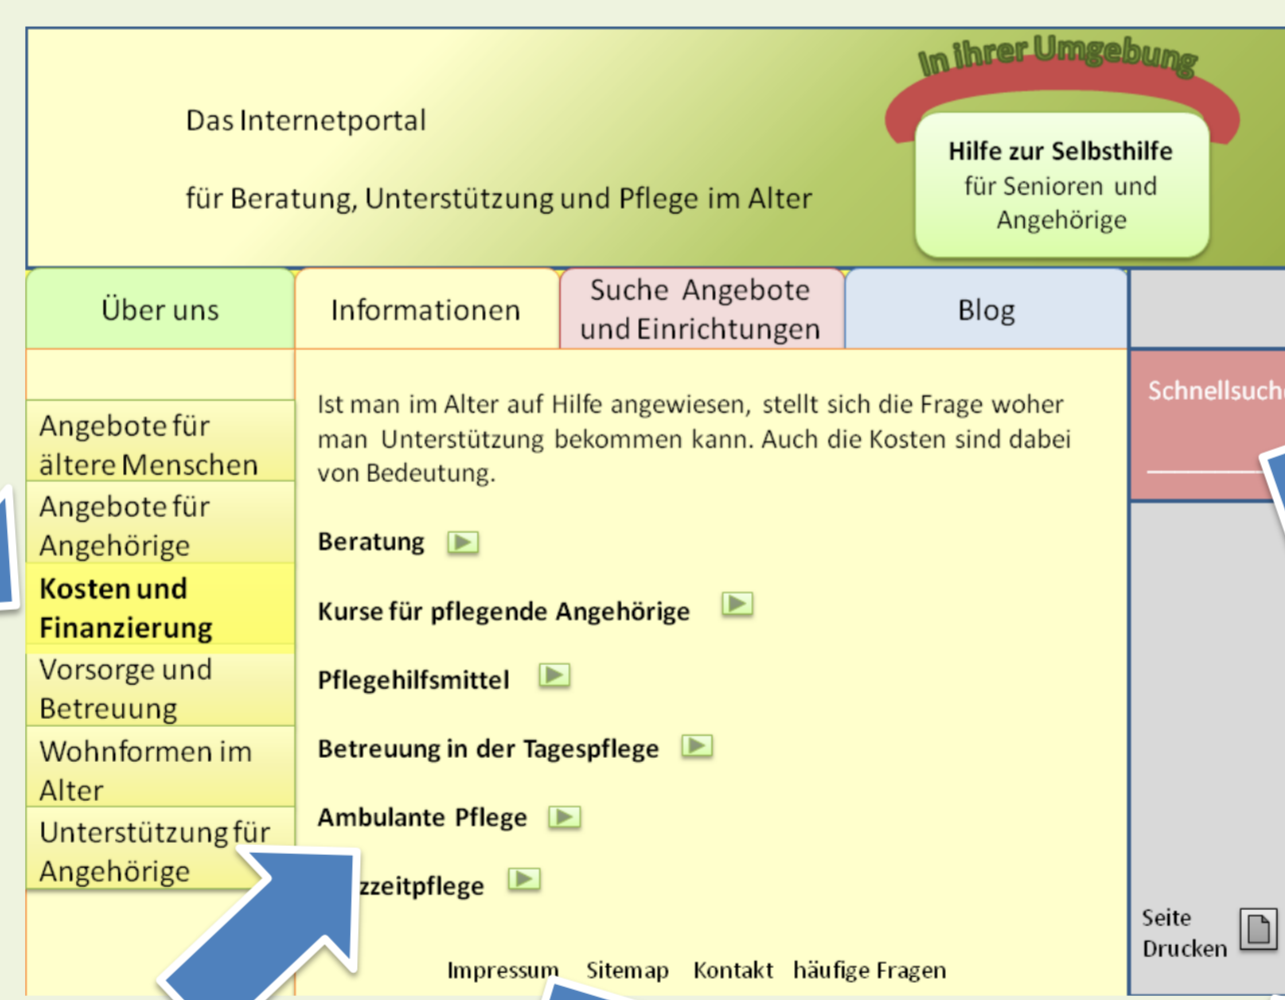 In ihrer Umgebung
Das Internetportal
für Beratung, Unterstützung und Pflege im Alter
Hilfe zur Selbsthilfe
für Senioren und
Angehörige
Über uns
Informationen
Suche Angebote
und Einrichtungen
Blog
Angebote für
ältere Menschen
Angebote für
Angehörige
Kosten und
Finanzierung
Vorsorge und
Betreuung
Wohnformen im
Alter
Unterstützung für
Angehörige
Ist man im Alter auf Hilfe angewiesen, stellt sich die Frage woher
man Unterstützung bekommen kann. Auch die Kosten sind dabei
von Bedeutung.
Beratung
Kurse für pflegende Angehörige
Pflegehilfsmittel
Betreuung in der Tagespflege
Ambulante Pflege
zzeitpflege
Impressum Sitemap Kontakt häufige Fragen
Schnellsuche
Seite
Drucken